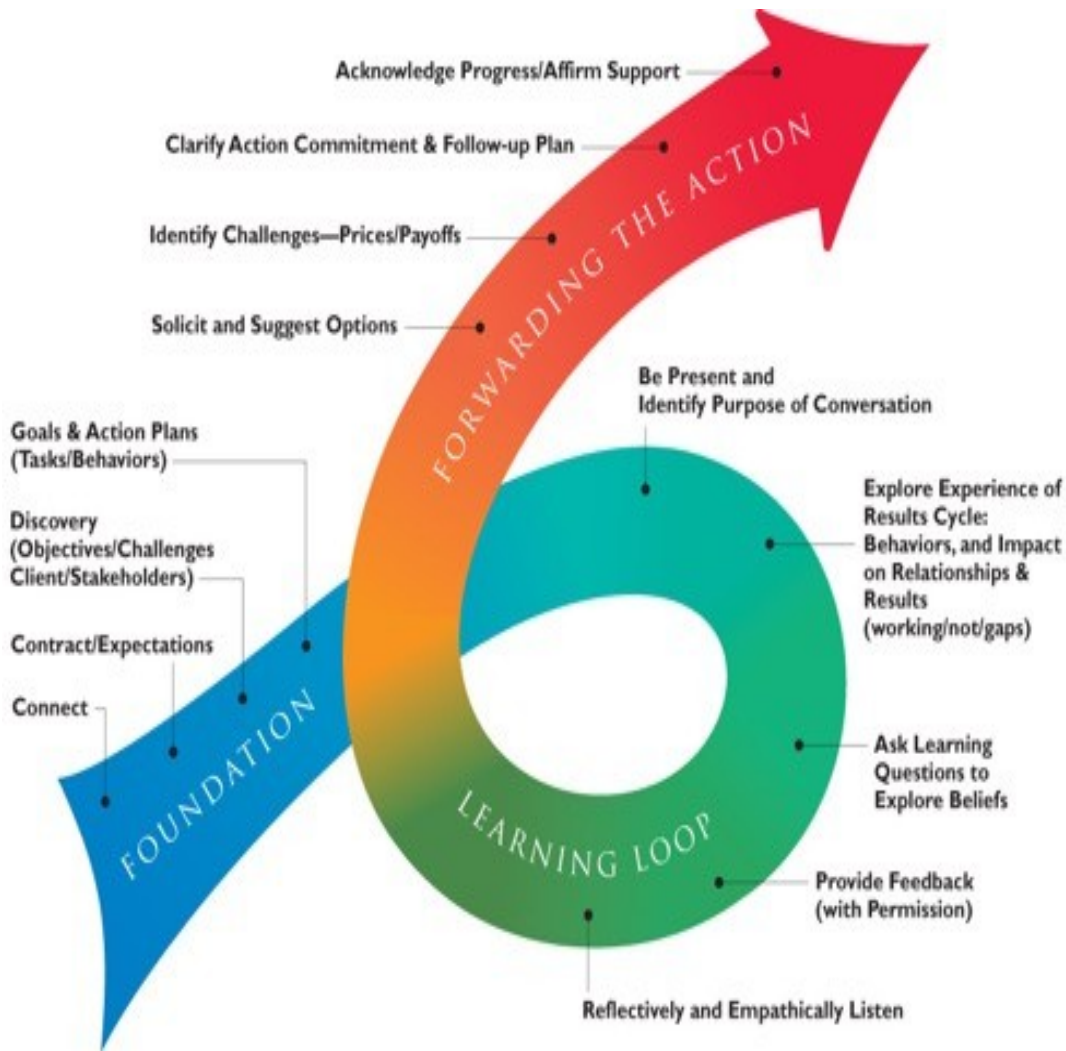 Acknowledge Progress/Affirm Support
Clarify Action Commitment & Follow-up Plan
Identify Challenges—Prices/Payoffs
Solicit and Suggest Options
FORWARDING THE ACTION
Be Present and
Identify Purpose of Conversation
Goals & Action Plans
(Tasks/Behaviors)
Discovery
(Objectives/Challenges
Client/Stakeholders)
Contract/Expectations
Connect
FOUNDATION
Explore Experience of
Results Cycle:
Behaviors, and Impact
on Relationships &
Results
(working/not/gaps)
Ask Learning
Questions to
Explore Beliefs
LEARNING LOOP
Provide Feedback
(with Permission)
Reflectively and Empathically Listen